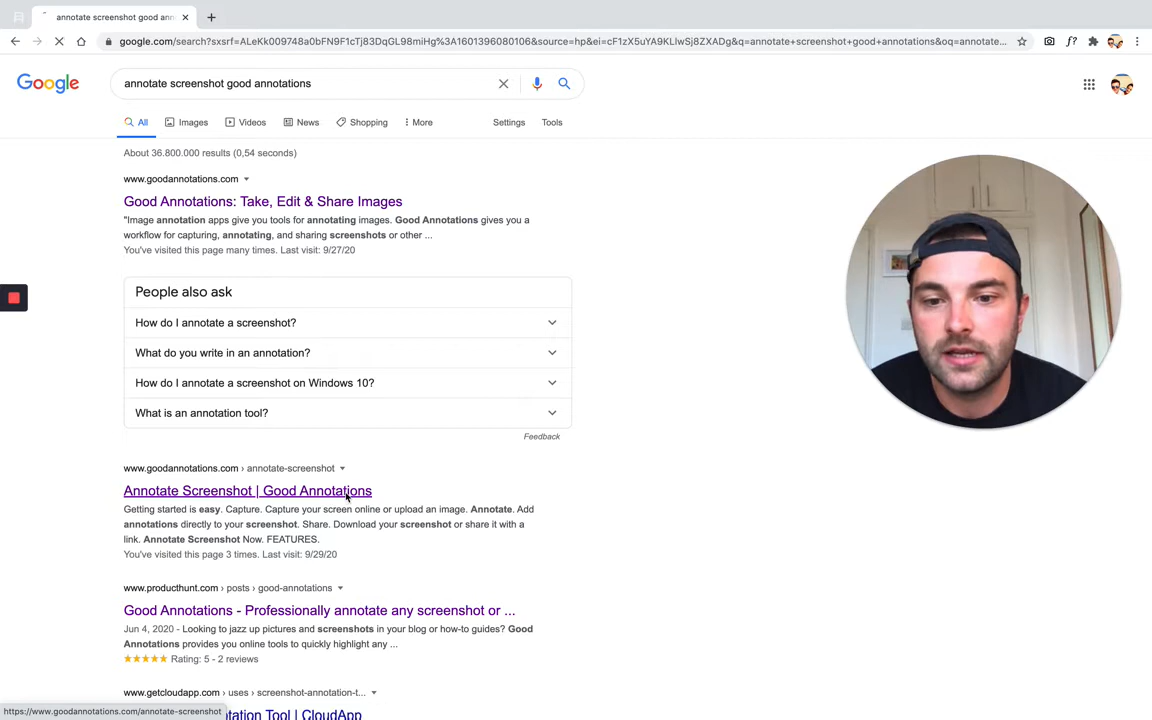 annotate screenshot good ann
google.com/search?sxsrf=ALeKk009748a0bFN9F1cTj83DQGL98miHg%3A1601396080106&source=hp&ei=cF1zX5uYA9KLlwSj8ZXADg&q=annotate+screenshot+good+annotations&oq=annotate...
f?
Google
annotate screenshot good annotations
All Images Videos News Shopping More Settings Tools
About 36.800.000 results (0,54 seconds)
www.goodannotations.com
Good Annotations: Take, Edit & Share Images
"Image annotation apps give you tools for annotating images. Good Annotations gives you a
workflow for capturing, annotating, and sharing screenshots or other ...
You've visited this page many times. Last visit: 9/27/20
People also ask
How do I annotate a screenshot?
What do you write in an annotation?
How do I annotate a screenshot on Windows 10?
What is an annotation tool?
Feedback
www.goodannotations.com › annotate-screenshot
Annotate Screenshot | Good Annotations
Getting started is easy. Capture. Capture your screen online or upload an image. Annotate. Add
annotations directly to your screenshot. Share. Download your screenshot or share it with a
link. Annotate Screenshot Now. FEATURES.
You've visited this page 3 times. Last visit: 9/29/20
www.producthunt.com › posts › good-annotations
Good Annotations - Professionally annotate any screenshot or ...
Jun 4, 2020 - Looking to jazz up pictures and screenshots in your blog or how-to guides? Good
Annotations provides you online tools to quickly highlight any ...
Rating: 5 - 2 reviews
www.getcloudapp.com › uses › screenshot-annotation-t...
tation Tool | CloudApp
https://www.goodannotations.com/annotate-screenshot